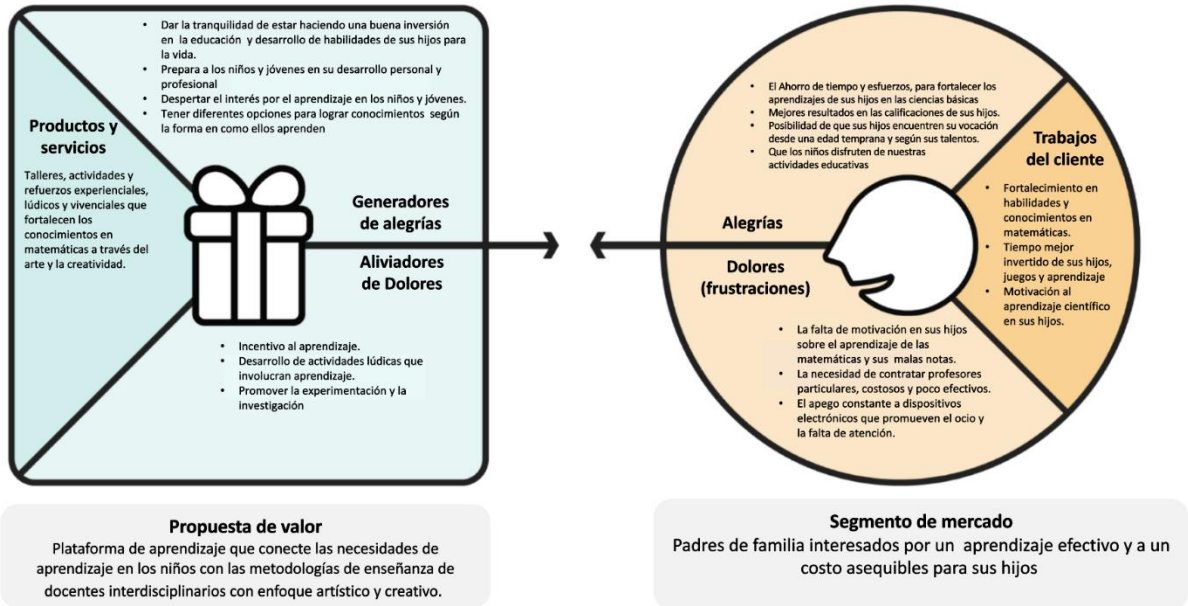 • Dar la tranquilidad de estar haciendo una buena inversión
en la educación y desarrollo de habilidades de sus hijos para
la vida.
• Prepara a los niños y jóvenes en su desarrollo personal y
profesional
• Despertar el interés por el aprendizaje en los niños y jóvenes.
• Tener diferentes opciones para lograr conocimientos según
la forma en como ellos aprenden
Productos y
servicios
Talleres, actividades y
refuerzos experienciales,
lúdicos y vivenciales que
fortalecen los
conocimientos en
matemáticas a través del
arte y la creatividad.
Generadores
de alegrías
Aliviadores
de Dolores
• Incentivo al aprendizaje.
• Desarrollo de actividades lúdicas que
involucran aprendizaje.
• Promover la experimentación y la
investigación
Propuesta de valor
Plataforma de aprendizaje que conecte las necesidades de
aprendizaje en los niños con las metodologías de enseñanza de
docentes interdisciplinarios con enfoque artístico y creativo.
• El Ahorro de tiempo y esfuerzos, para fortalecer los
aprendizajes de sus hijos en las ciencias básicas
• Mejores resultados en las calificaciones de sus hijos.
• Posibilidad de que sus hijos encuentren su vocación
desde una edad temprana y según sus talentos.
• Que los niños disfruten de nuestras
actividades educativas
Alegrías
Dolores
(frustraciones)
• La falta de motivación en sus hijos
sobre el aprendizaje de las
matemáticas y sus malas notas.
• La necesidad de contratar profesores
particulares, costosos y poco efectivos.
• El apego constante a dispositivos
electrónicos que promueven el ocio y
la falta de atención.
Trabajos
del cliente
• Fortalecimiento en
habilidades y
conocimientos en
matemáticas.
• Tiempo mejor
invertido de sus hijos,
juegos y aprendizaje
• Motivación al
aprendizaje científico
en sus hijos.
Segmento de mercado
Padres de familia interesados por un aprendizaje efectivo y a un
costo asequibles para sus hijos